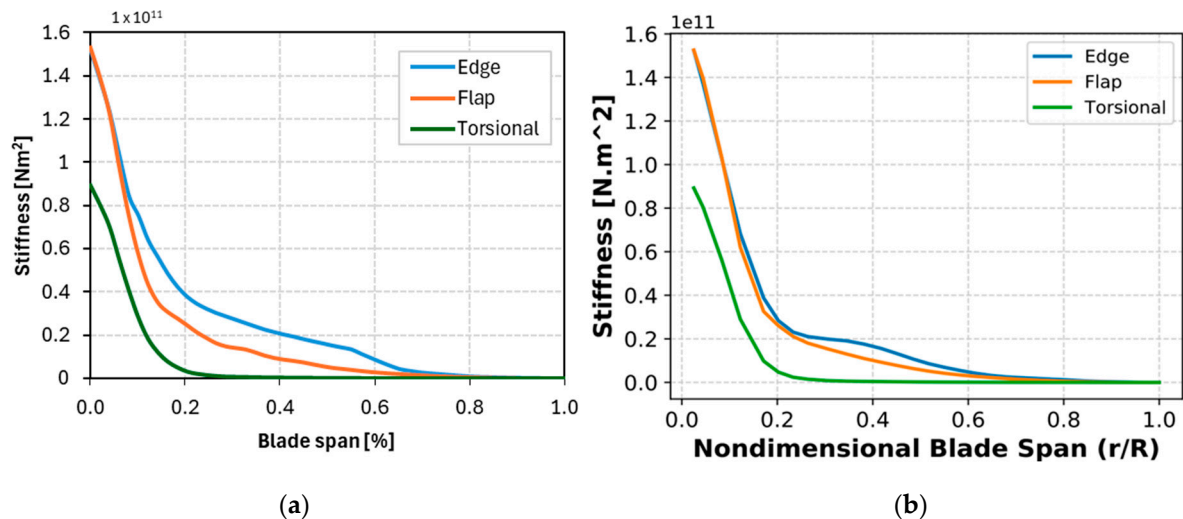 1 x 10¹¹
1.6
1.4
1.2
1
0.8
0.6
0.4
0.2
0
Stiffness [Nm²]
Edge
Flap
Torsional
0.0 0.2 0.4 0.6 0.8 1.0
Blade span [%]
(a)
1e11
1.6
1.4
1.2
1.0
0.8
0.6
0.4
0.2
0.0
Stiffness [N.m^2]
Edge
Flap
Torsional
0.0 0.2 0.4 0.6 0.8 1.0
Nondimensional Blade Span (r/R)
(b)